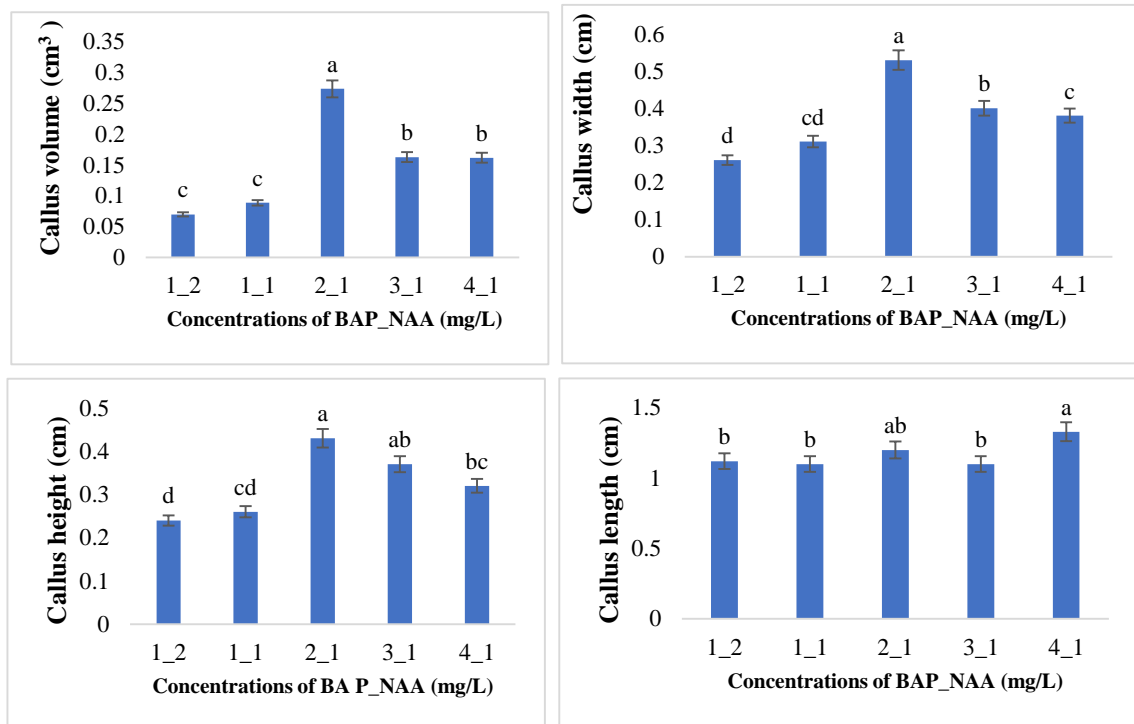 Callus volume ((cm³ )
0.35
0.3
0.25
0.2
0.15
0.1
0.05
0
c
c
a
b
b
1_2 1_1 2_1 3_1 4_1
Concentrations of BAP_NAA (mg/L)
Callus width (cm)
0.6
0.5
0.4
0.3
0.2
0.1
0
d
cd
a
b
c
1_2 1_1 2_1 3_1 4_1
Concentrations of BAP_NAA (mg/L)
Callus height (cm)
0.5
0.4
0.3
0.2
0.1
0
d
cd
a
ab
bc
1_2 1_1 2_1 3_1 4_1
Concentrations of BA P_NAA (mg/L)
Callus length (cm)
1.5
1
0.5
0
b
b
ab
b
a
1_2 1_1 2_1 3_1 4_1
Concentrations of BAP_NAA (mg/L)